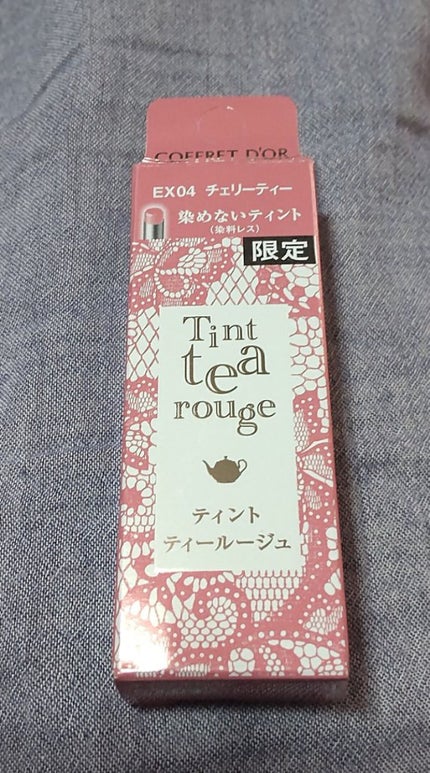 COFFRET D'OR
EX04 チェリーティー
染めないティント
(染料レス)
限定
Tint
tea
rouge
ティント
ティールージュ